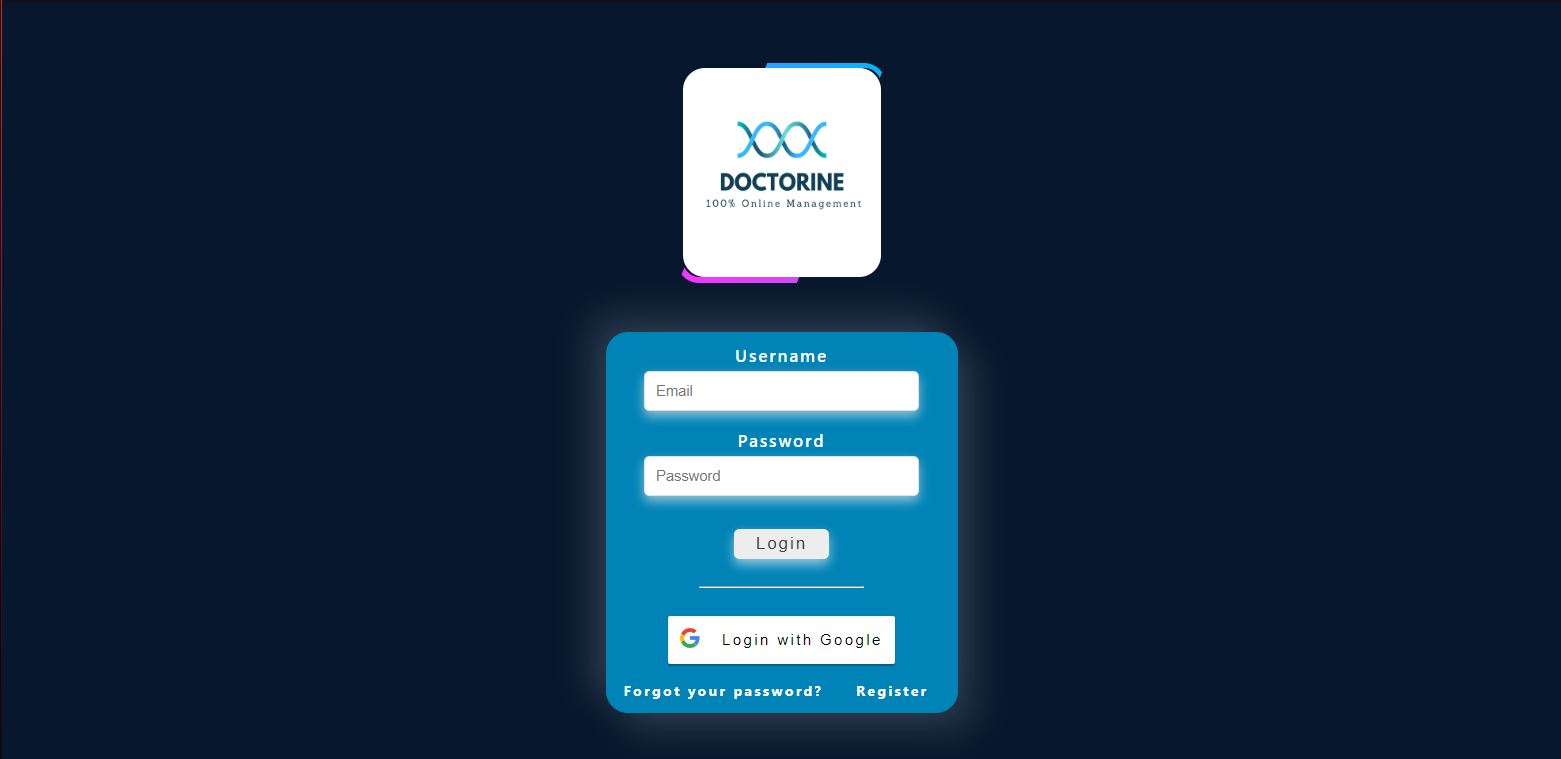 DOCTORINE
100% Online Management
Username
Email
Password
Password
Login
Login with Google
Forgot your password? Register